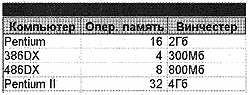 Компьютер Опер. память Винчестер
Pentium 16 2Гб
386DX 4 300Мб
486DX 8 800Мб
Pentium II 32 4Гб